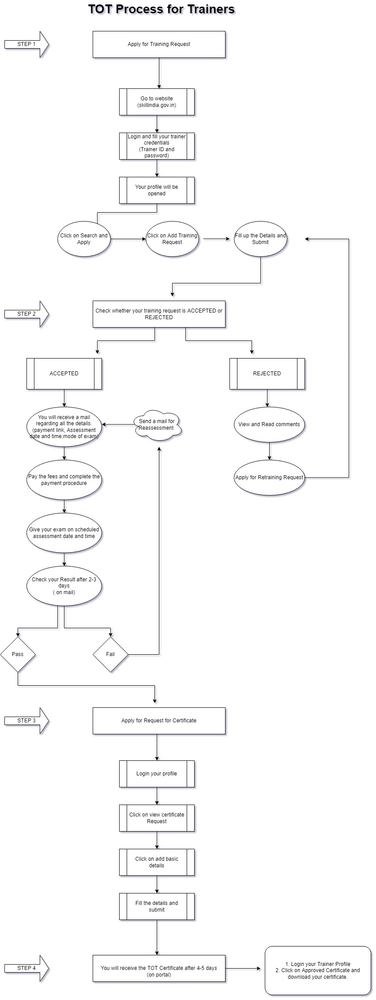 TOT Process for Trainers
STEP 1
Apply for Training Request
Go to website
(skillindia.gov.in)
Login and fill your trainer
credentials
(Trainer ID and
password)
Your profile will be
opened
Click on Search and
Apply
Click on Add Training
Request
Fill up the Details and
Submit
STEP 2
Check whether your training request is ACCEPTED or
REJECTED
ACCEPTED
REJECTED
You will receive a mail
regarding all the details.
(payment link, Assessment
date and time,mode of exam)
Send a mail for
Reassessment
View and Read comments
Pay the fees and complete the
payment procedure
Apply for Retraining Request
Give your exam on scheduled
assessment date and time
Check your Result after 2-3
days
( on mail)
Pass
Fail
STEP 3
Apply for Request for Certificate
Login your profile
Click on view certificate
Request
Click on add basic
details
Fill the details and
submit
STEP 4
You will receive the TOT Certificate after 4-5 days
(on portal)
1. Login your Trainer Profile
2. Click on Approved Certificate and
download your certificate.